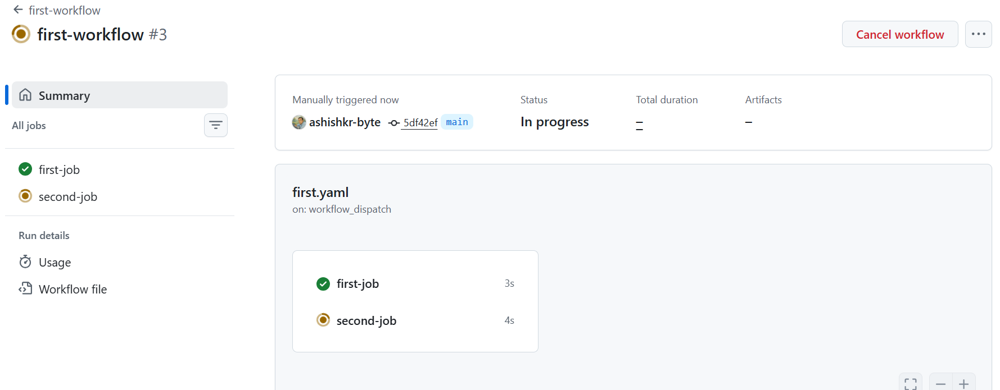 first-workflow
first-workflow #3
Cancel workflow
Summary
All jobs
first-job
second-job
Run details
Usage
Workflow file
Manually triggered now
ashishkr-byte 5df42ef main
Status
In progress
Total duration
–
Artifacts
–
first.yaml
on: workflow_dispatch
first-job 3s
second-job 4s